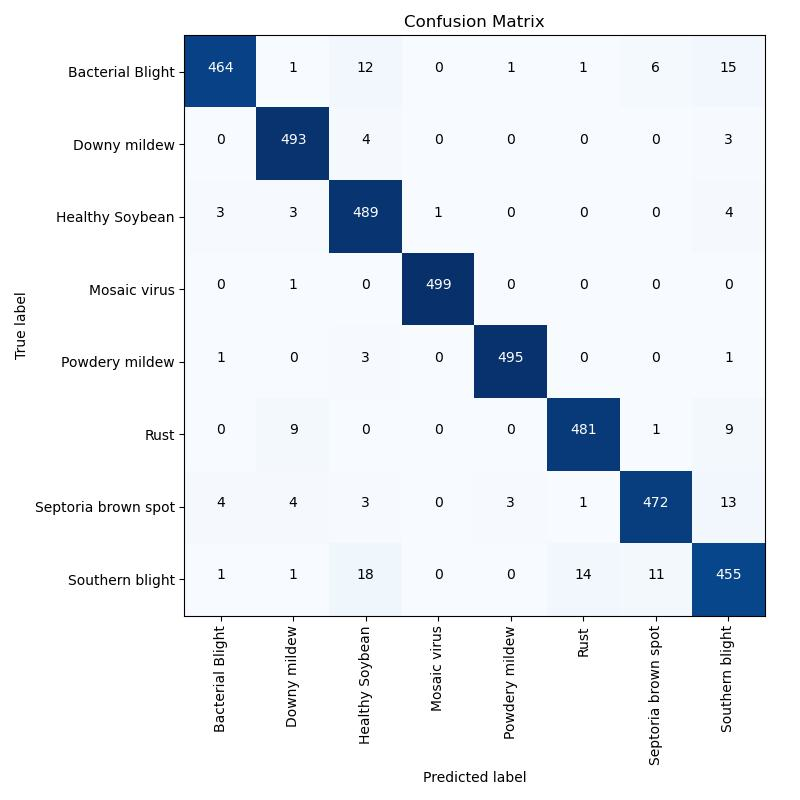 Confusion Matrix
Bacterial Blight 464 1 12 0 1 1 6 15
Downy mildew 0 493 4 0 0 0 0 3
Healthy Soybean 3 3 489 1 0 0 0 4
Mosaic virus 0 1 0 499 0 0 0 0
Powdery mildew 1 0 3 0 495 0 0 1
Rust 0 9 0 0 0 481 1 9
Septoria brown spot 4 4 3 0 3 1 472 13
Southern blight 1 1 18 0 0 14 11 455
True label
Bacterial Blight
Downy mildew
Healthy Soybean
Mosaic virus
Powdery mildew
Rust
Septoria brown spot
Southern blight
Predicted label